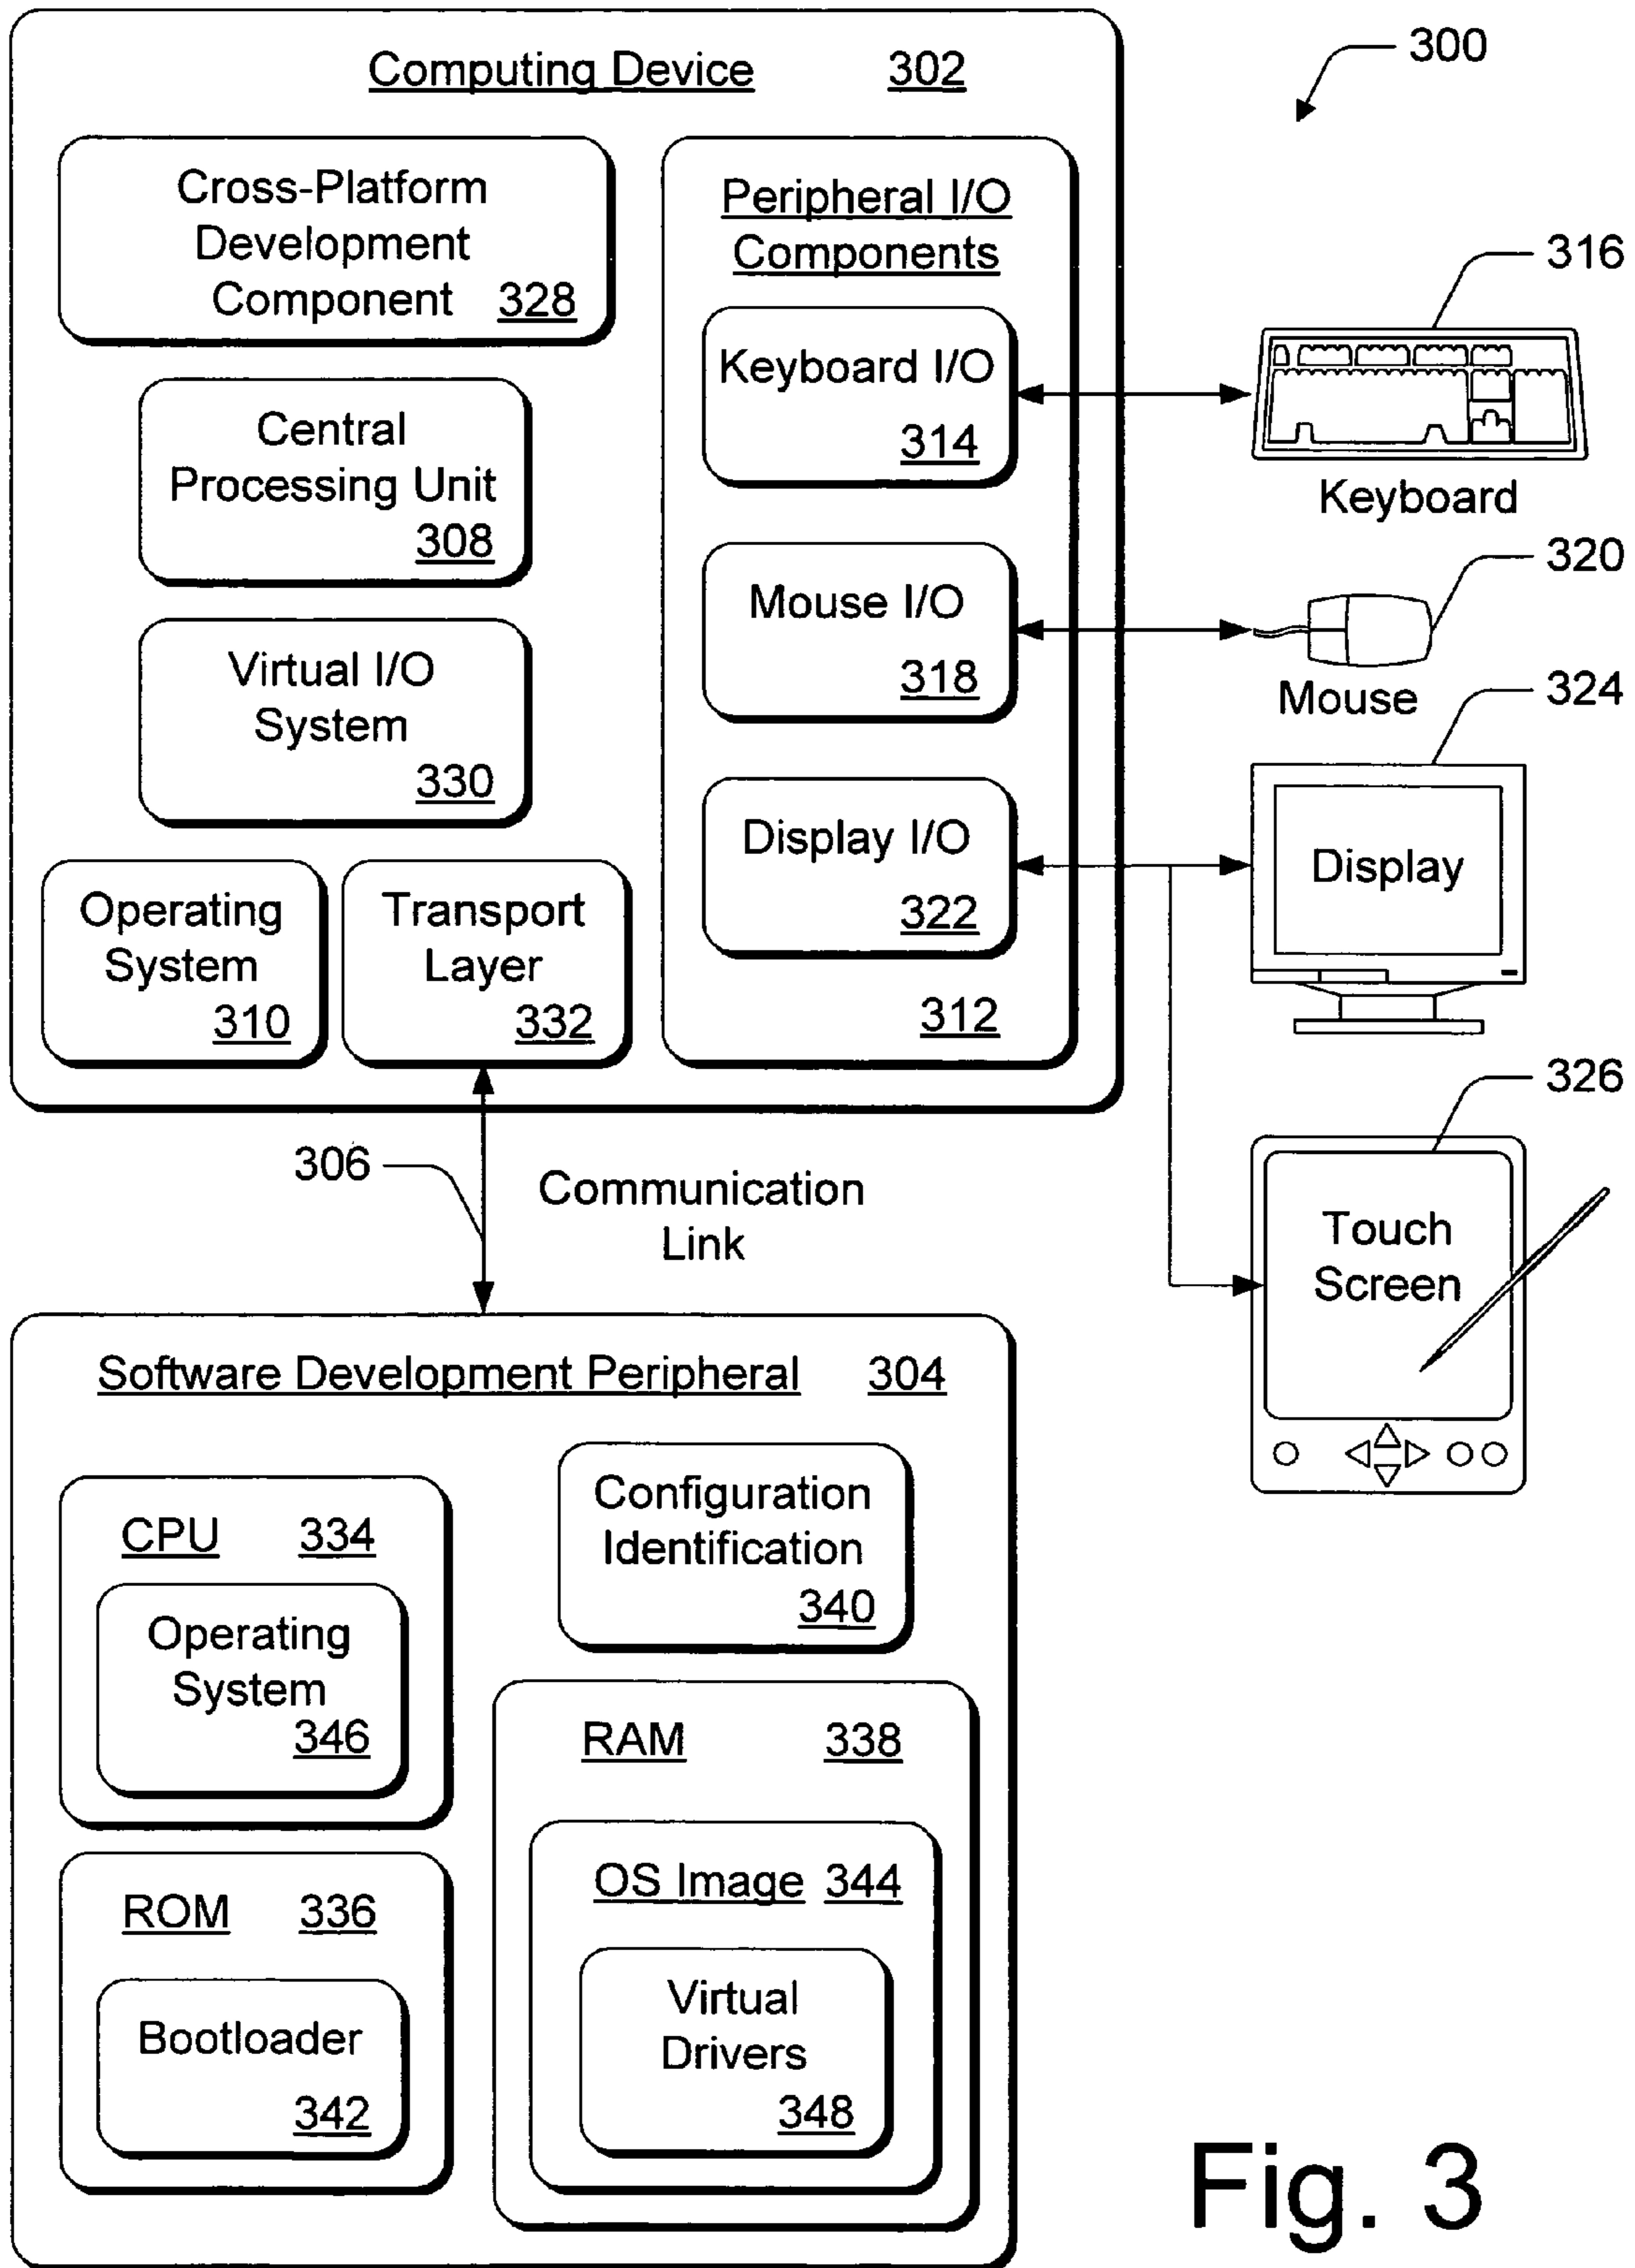 Computing Device 302
300
Cross-Platform
Development
Component 328
Central
Processing Unit
308
Virtual I/O
System
330
Operating
System
310
Transport
Layer
332
Peripheral I/O
Components
Keyboard I/O
314
Mouse I/O
318
Display I/O
322
312
316
Keyboard
320
Mouse
324
Display
326
Touch
Screen
306
Communication
Link
Software Development Peripheral 304
CPU 334
Operating
System
346
Configuration
Identification
340
ROM 336
Bootloader
342
RAM 338
OS Image 344
Virtual
Drivers
348
Fig. 3